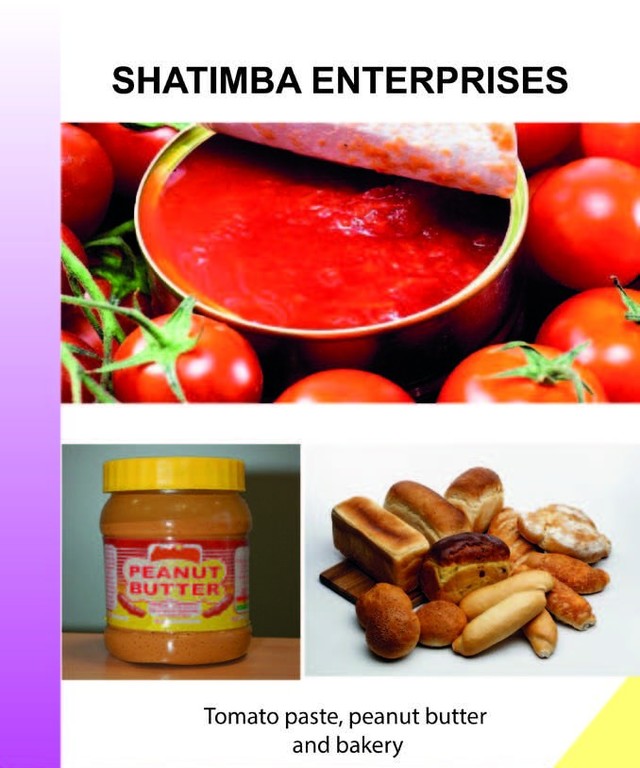 SHATIMBA ENTERPRISES
PEANUT
BUTTER
Tomato paste, peanut butter
and bakery